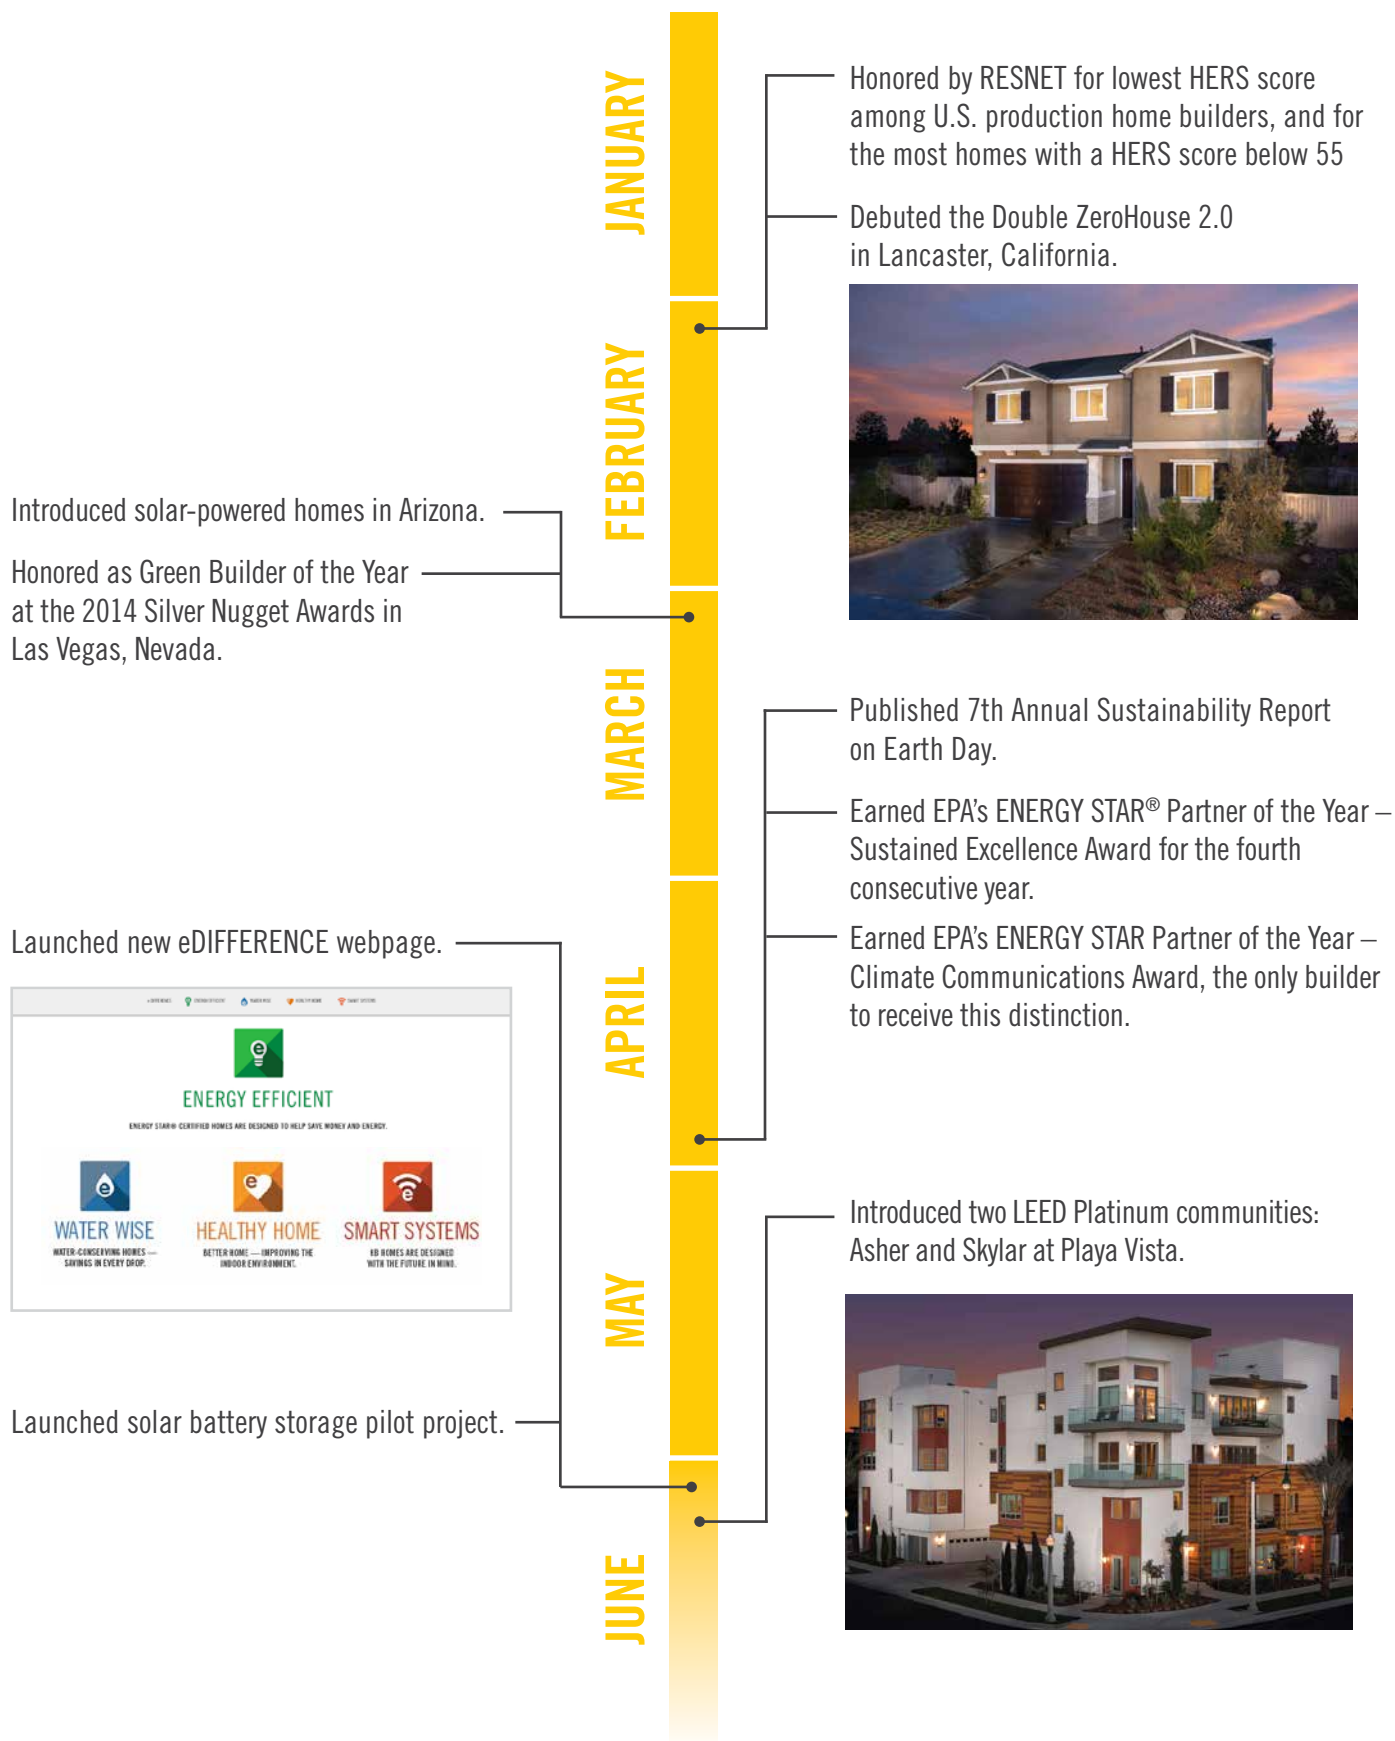 JANUARY
Honored by RESNET for lowest HERS score
among U.S. production home builders, and for
the most homes with a HERS score below 55
Debuted the Double ZeroHouse 2.0
in Lancaster, California.
FEBRUARY
Introduced solar-powered homes in Arizona.
Honored as Green Builder of the Year
at the 2014 Silver Nugget Awards in
Las Vegas, Nevada.
MARCH
Published 7th Annual Sustainability Report
on Earth Day.
Earned EPA’s ENERGY STAR® Partner of the Year –
Sustained Excellence Award for the fourth
consecutive year.
Earned EPA’s ENERGY STAR Partner of the Year –
Climate Communications Award, the only builder
to receive this distinction.
APRIL
Launched new eDIFFERENCE webpage.
ENERGY EFFICIENT WATER WISE HEALTHY HOME SMART SYSTEMS
e
ENERGY EFFICIENT
ENERGY STAR® CERTIFIED HOMES ARE DESIGNED TO HELP SAVE MONEY AND ENERGY.
e
WATER WISE
WATER-CONSERVING HOMES —
SAVINGS IN EVERY DROP.
e
HEALTHY HOME
BETTER HOME — IMPROVING THE
INDOOR ENVIRONMENT.
e
SMART SYSTEMS
KB HOMES ARE DESIGNED
WITH THE FUTURE IN MIND.
MAY
Introduced two LEED Platinum communities:
Asher and Skylar at Playa Vista.
Launched solar battery storage pilot project.
JUNE